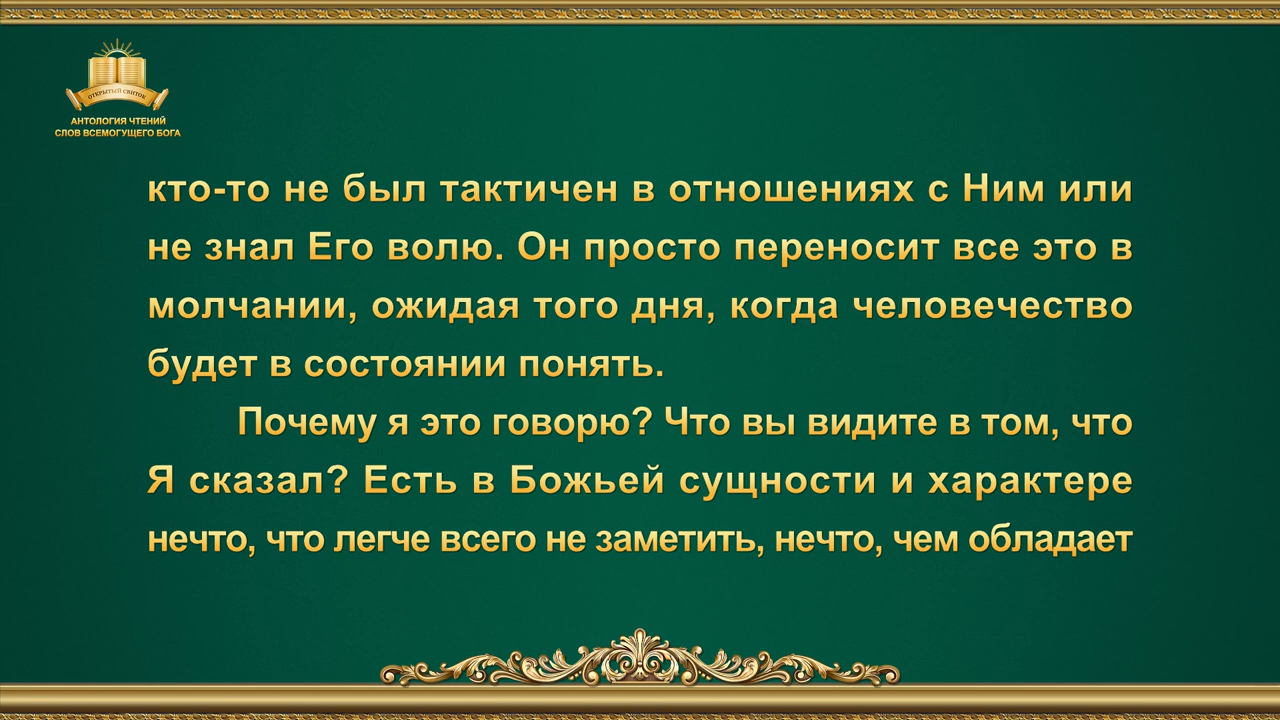 ОТКРЫТЫЙ СВИТОК
АНТОЛОГИЯ ЧТЕНИЙ
СЛОВ ВСЕМОГУЩЕГО БОГА
кто-то не был тактичен в отношениях с Ним или
не знал Его волю. Он просто переносит все это в
молчании, ожидая того дня, когда человечество
будет в состоянии понять.
Почему я это говорю? Что вы видите в том, что
Я сказал? Есть в Божьей сущности и характере
нечто, что легче всего не заметить, нечто, чем обладает